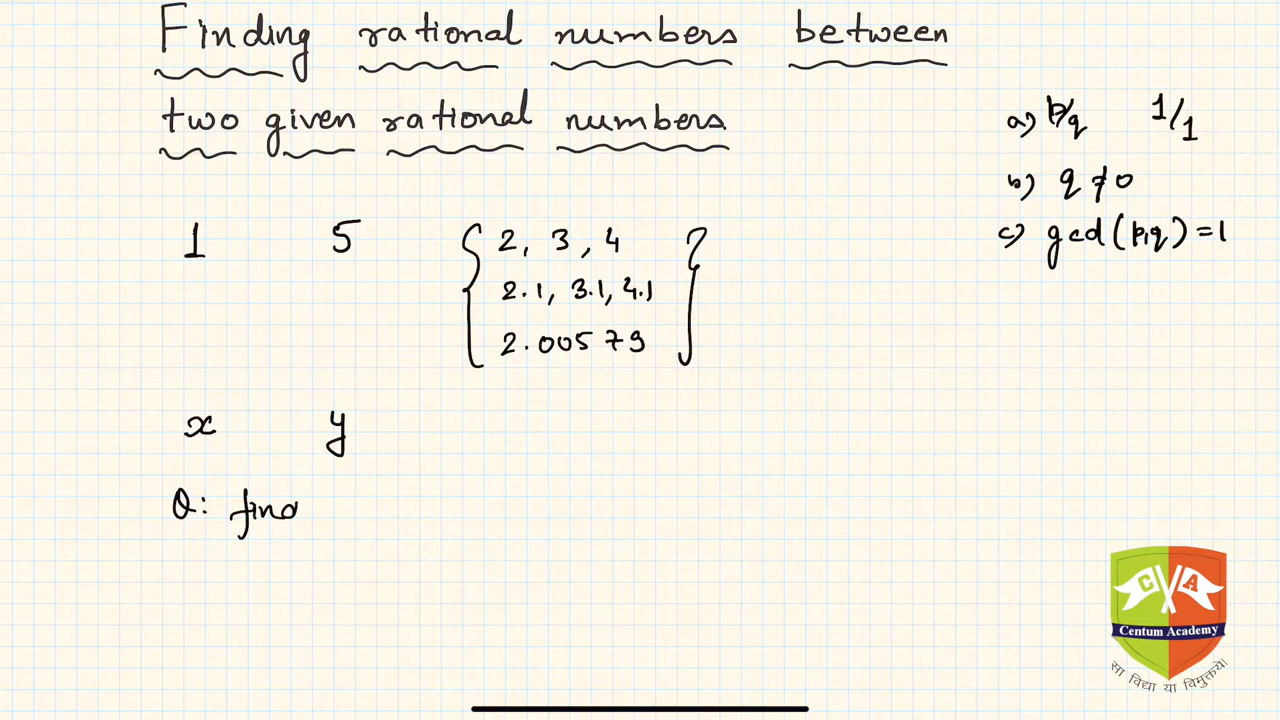 Finding rational numbers between
two given rational numbers.
a) p/q 1/1
b) q ≠ 0
c) gcd(p,q) = 1
1 5 { 2, 3, 4
2.1, 3.1, 4.1
2.00579 }
x y
Q: find
C A
Centum Academy
सा विद्या या विमुक्तये